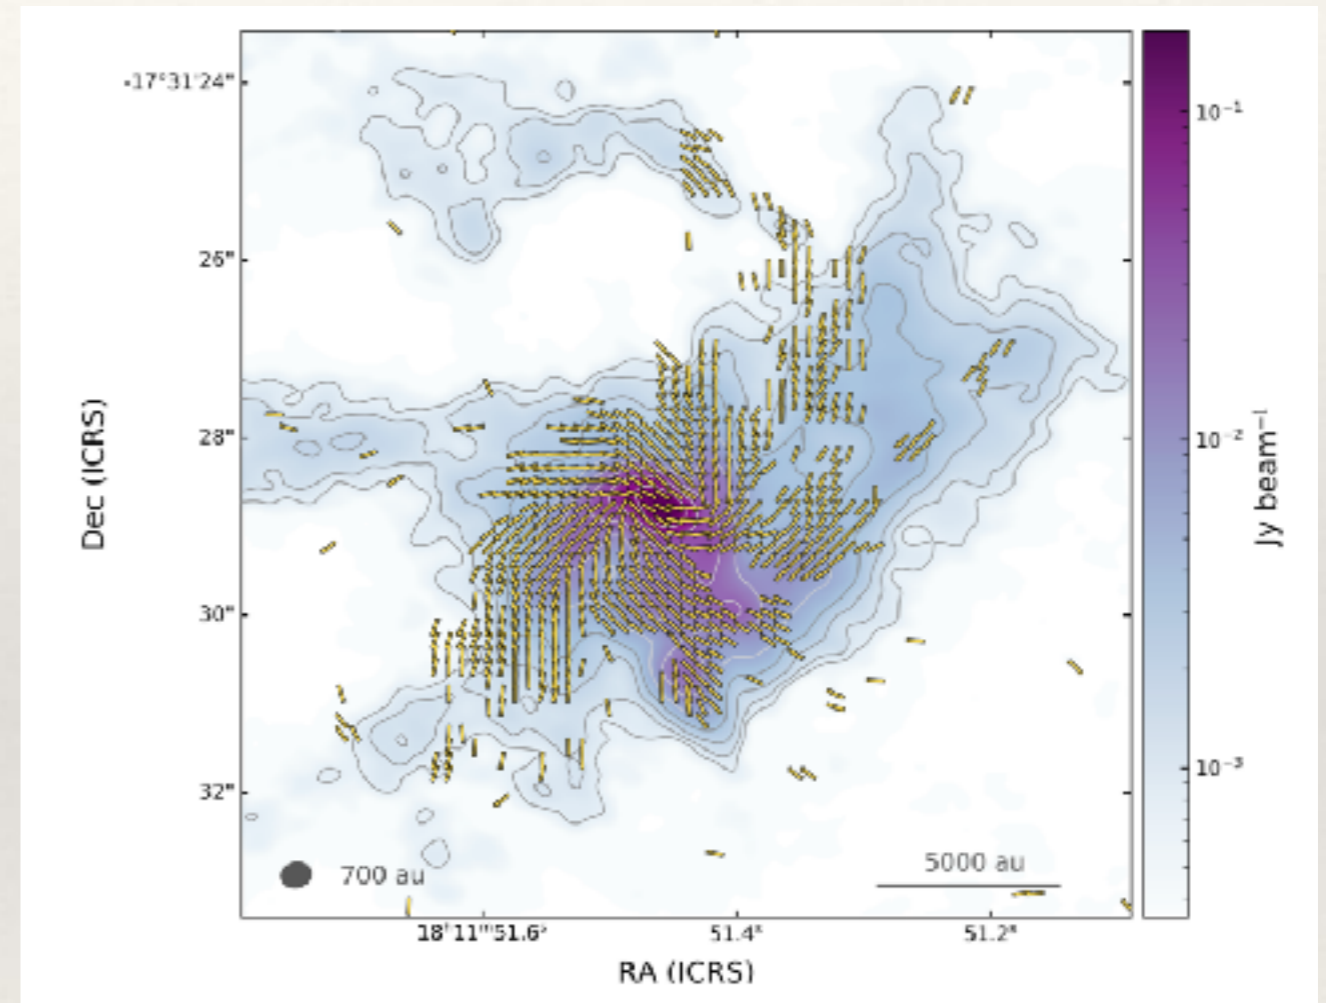 -17°31'24"
26"
28"
30"
32"
Dec (ICRS)
18ʰ11ᵐ51.6ˢ
51.4ˢ
51.2ˢ
RA (ICRS)
700 au
5000 au
10⁻¹
10⁻²
10⁻³
Jy beam⁻¹